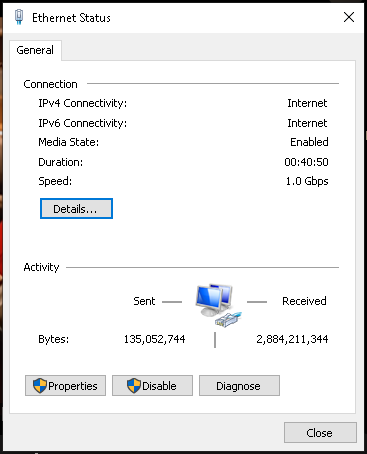 Ethernet Status
General
Connection
IPv4 Connectivity: Internet
IPv6 Connectivity: Internet
Media State: Enabled
Duration: 00:40:50
Speed: 1.0 Gbps
Details...
Activity
Sent Received
Bytes: 135,052,744 2,884,211,344
Properties Disable Diagnose
Close